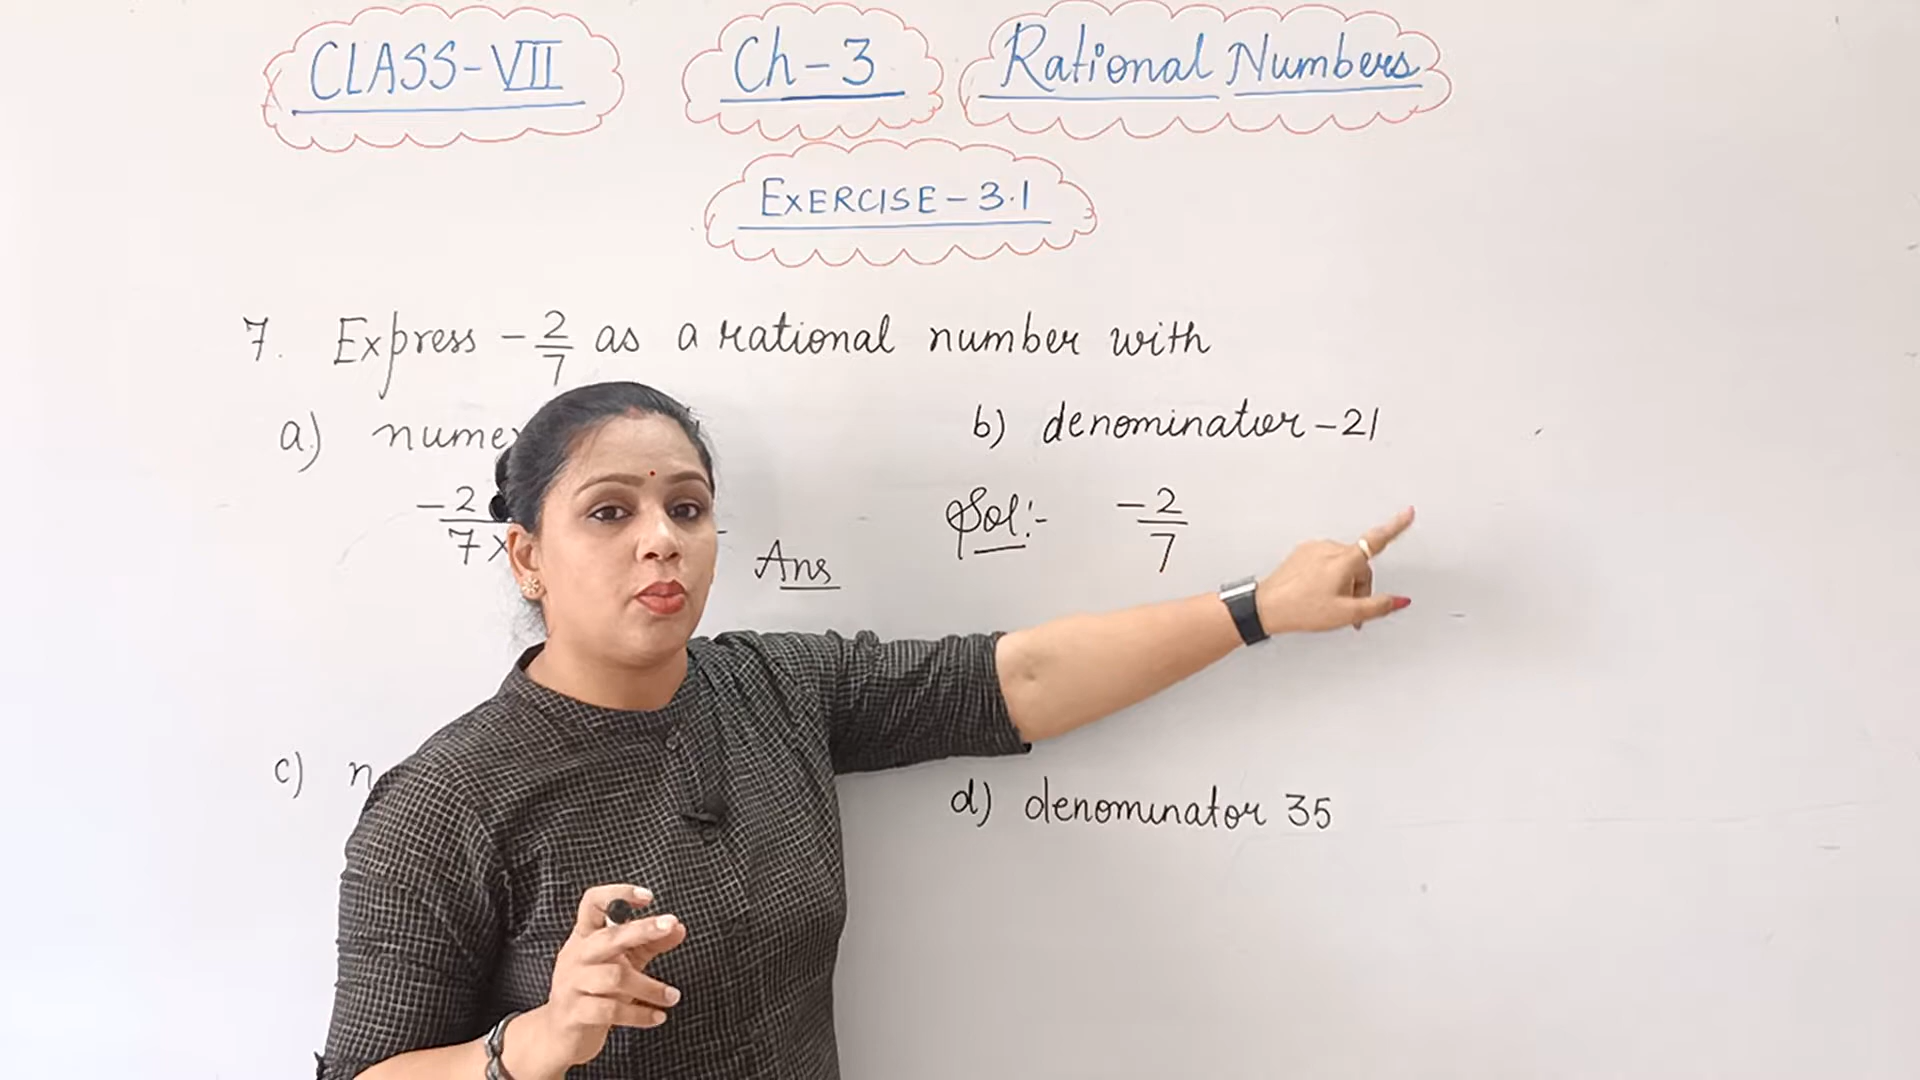 CLASS-VII Ch-3 Rational Numbers
EXERCISE-3.1
7. Express -2/7 as a rational number with
a)
b) denominator -21
-2
7x
Ans
Sol:- -2/7
c)
d) denominator 35